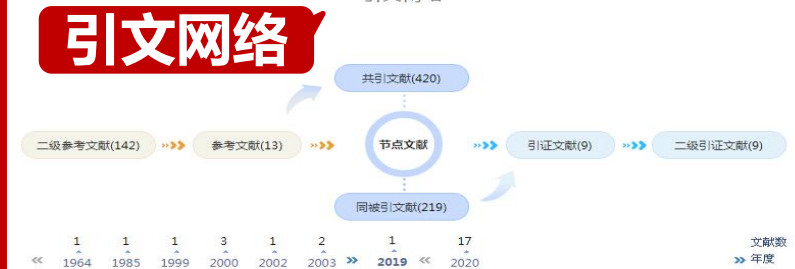 引文网络
共引文献(420)
二级参考文献(142)
参考文献(13)
节点文献
引证文献(9)
二级引证文献(9)
同被引文献(219)
1 1 1 3 1 2 1 17 文献数
1964 1985 1999 2000 2002 2003 2019 2020 年度